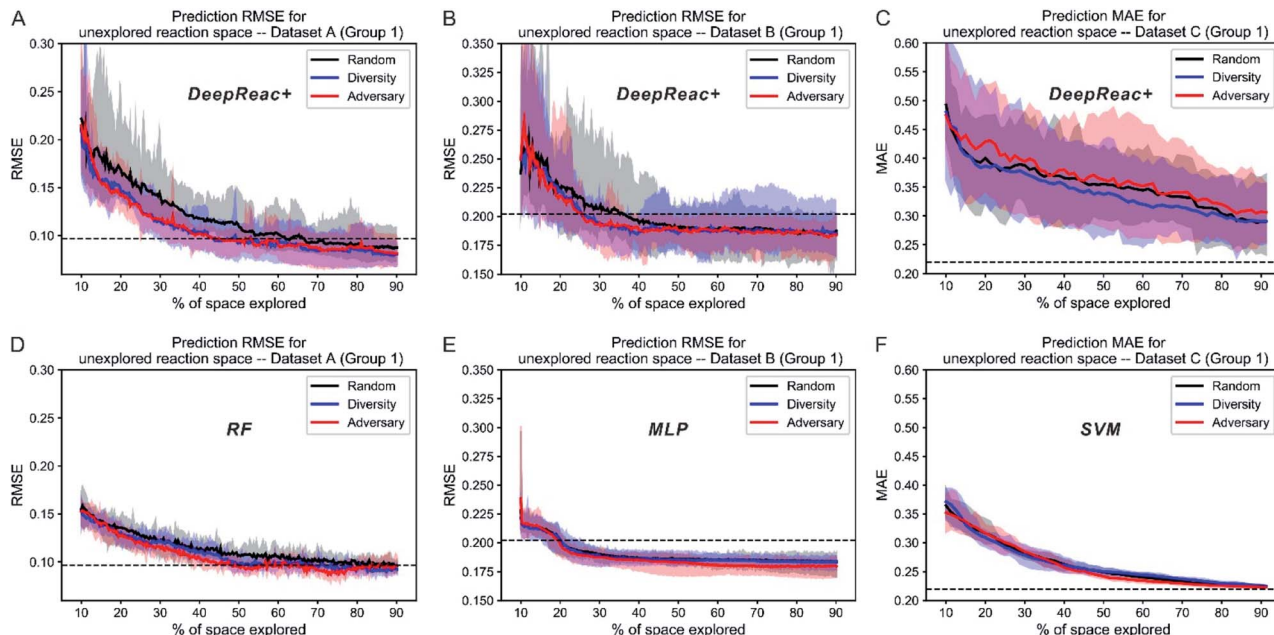 A
Prediction RMSE for
unexplored reaction space -- Dataset A (Group 1)
0.30
0.25
0.20
0.15
0.10
RMSE
DeepReac+
Random
Diversity
Adversary
10 20 30 40 50 60 70 80 90
% of space explored
B
Prediction RMSE for
unexplored reaction space -- Dataset B (Group 1)
0.350
0.325
0.300
0.275
0.250
0.225
0.200
0.175
0.150
RMSE
DeepReac+
Random
Diversity
Adversary
10 20 30 40 50 60 70 80 90
% of space explored
C
Prediction MAE for
unexplored reaction space -- Dataset C (Group 1)
0.60
0.55
0.50
0.45
0.40
0.35
0.30
0.25
0.20
MAE
DeepReac+
Random
Diversity
Adversary
10 20 30 40 50 60 70 80 90
% of space explored
D
Prediction RMSE for
unexplored reaction space -- Dataset A (Group 1)
0.30
0.25
0.20
0.15
0.10
RMSE
RF
Random
Diversity
Adversary
10 20 30 40 50 60 70 80 90
% of space explored
E
Prediction RMSE for
unexplored reaction space -- Dataset B (Group 1)
0.350
0.325
0.300
0.275
0.250
0.225
0.200
0.175
0.150
RMSE
MLP
Random
Diversity
Adversary
10 20 30 40 50 60 70 80 90
% of space explored
F
Prediction MAE for
unexplored reaction space -- Dataset C (Group 1)
0.60
0.55
0.50
0.45
0.40
0.35
0.30
0.25
0.20
MAE
SVM
Random
Diversity
Adversary
10 20 30 40 50 60 70 80 90
% of space explored